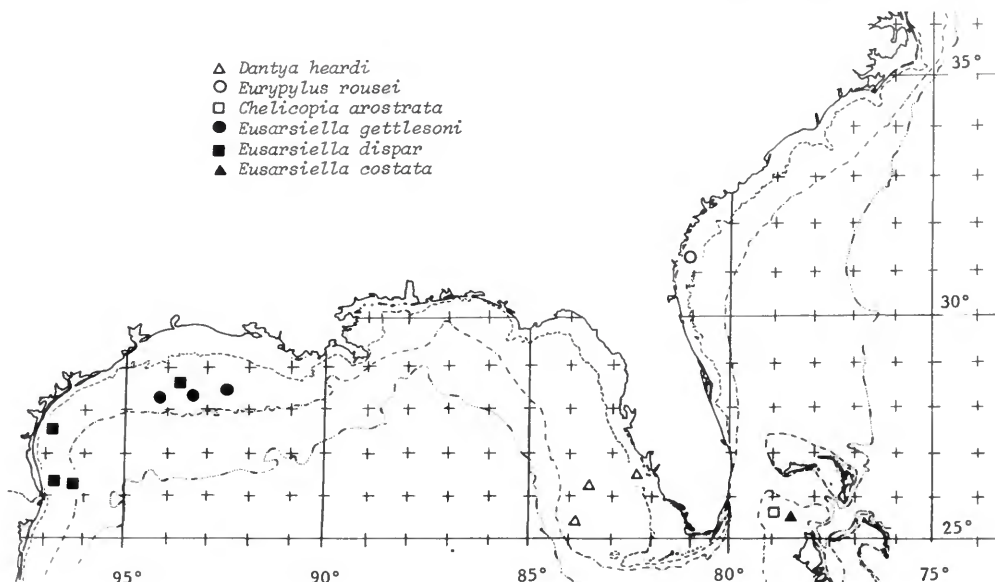 △ Dantya heardi
○ Eurypylus rousei
□ Chelicopia arostrata
● Eusarsiella gettlesoni
■ Eusarsiella dispar
▲ Eusarsiella costata
35°
30°
25°
95° 90° 85° 80° 75°